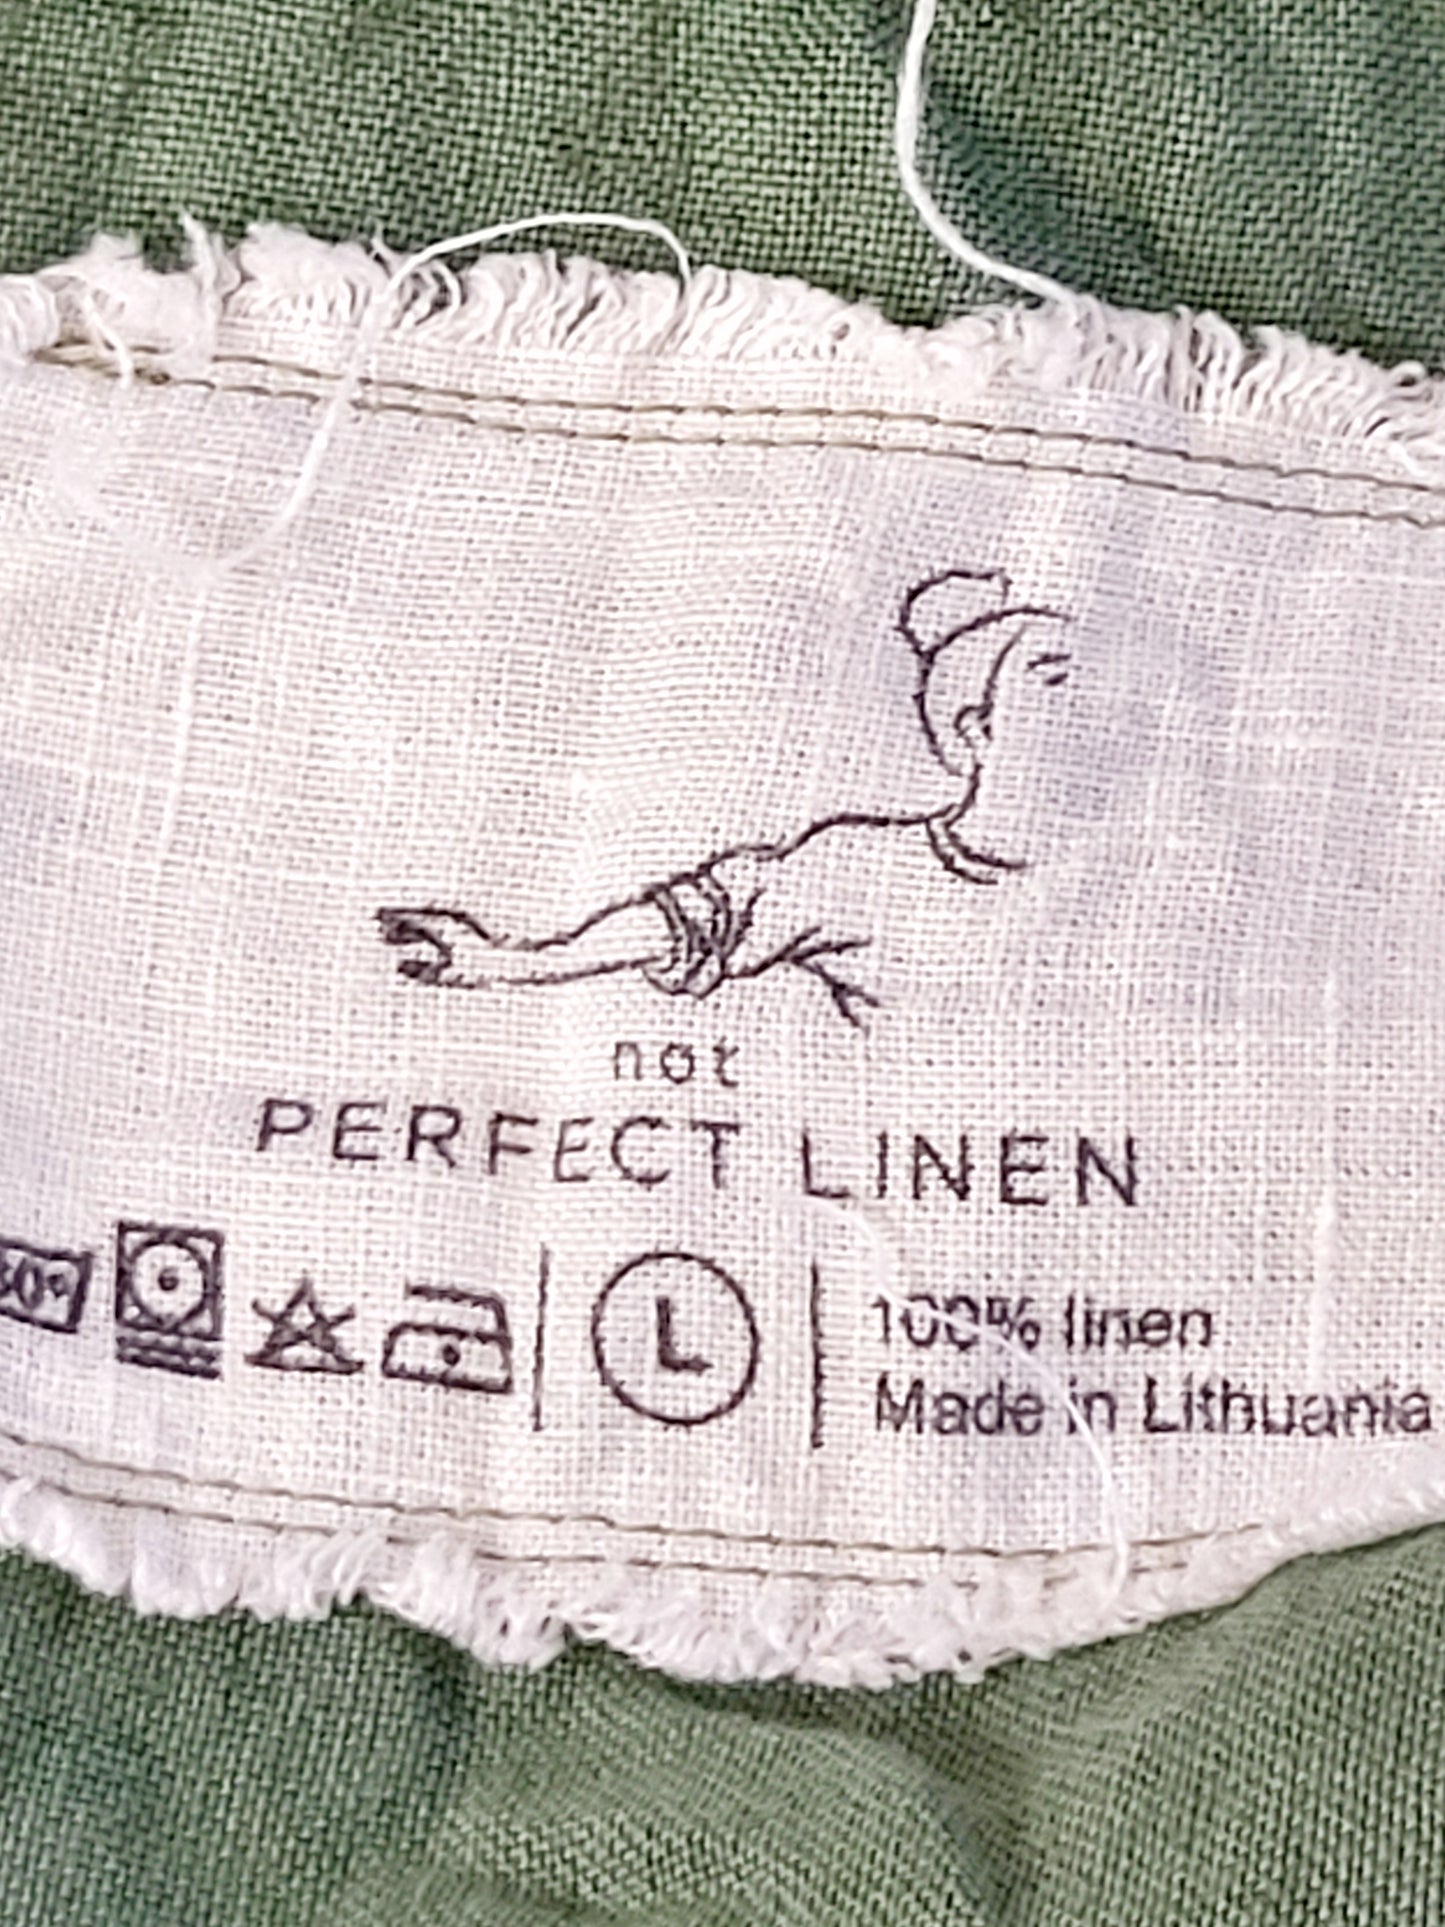 not
PERFECT LINEN
L
100% linen
Made in Lithuania